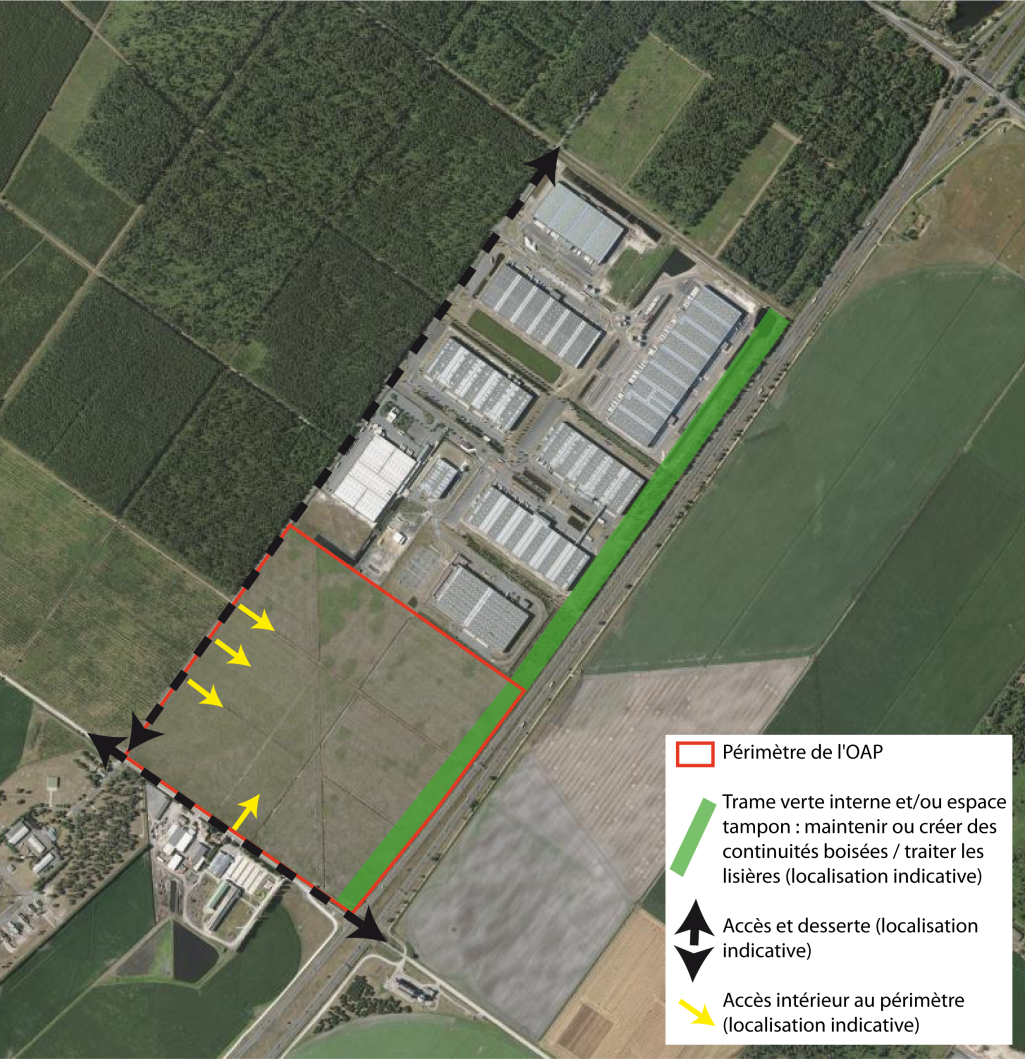 Périmètre de l'OAP
Trame verte interne et/ou espace
tampon : maintenir ou créer des
continuités boisées / traiter les
lisières (localisation indicative)
Accès et desserte (localisation
indicative)
Accès intérieur au périmètre
(localisation indicative)